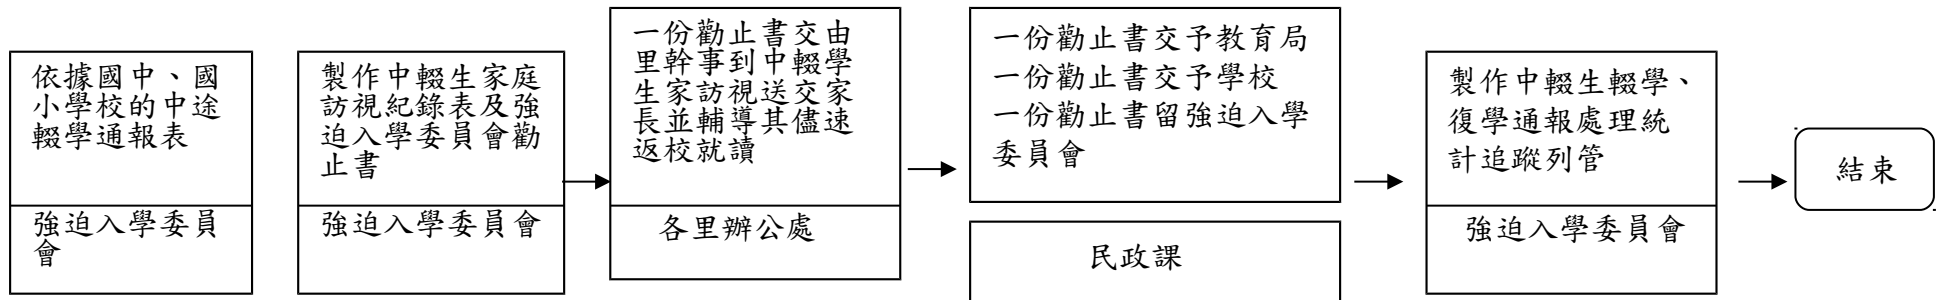 依據國中、國
小學校的中途
輟學通報表
強迫入學委員
會
製作中輟生家庭
訪視紀錄表及強
迫入學委員會勸
止書
強迫入學委員會
一份勸止書交由
里幹事到中輟學
生家訪視送交家
長並輔導其儘速
返校就讀
各里辦公處
一份勸止書交予教育局
一份勸止書交予學校
一份勸止書留強迫入學
委員會
民政課
製作中輟生輟學、
復學通報處理統
計追蹤列管
強迫入學委員會
結束